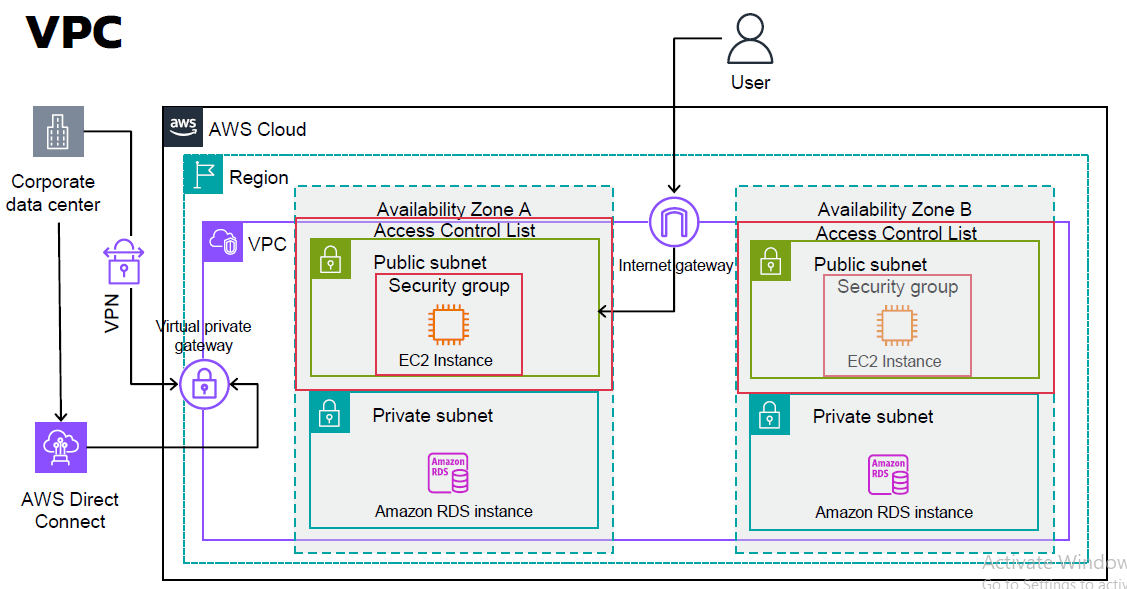 VPC
User
aws
AWS Cloud
Corporate
data center
Region
Availability Zone A
Availability Zone B
Access Control List
Access Control List
VPC
Public subnet
Internet gateway
Public subnet
Security group
Security group
VPN
Virtual private
gateway
EC2 Instance
EC2 Instance
Private subnet
Private subnet
Amazon
RDS
Amazon
RDS
AWS Direct
Connect
Amazon RDS instance
Amazon RDS instance
Activate Window
Go to Settings to activ